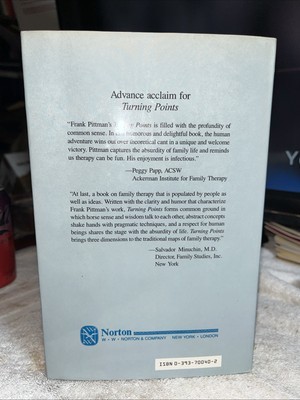 Advance acclaim for
Turning Points
"Frank Pittman's Turning Points is filled with the profundity of
common sense. In this humorous and delightful book, the human
adventure wins out over theoretical cant in a unique and welcome
victory. Pittman captures the absurdity of family life and reminds
us therapy can be fun. His enjoyment is infectious."
—Peggy Papp, ACSW
Ackerman Institute for Family Therapy
"At last, a book on family therapy that is populated by people as
well as ideas. Written with the clarity and humor that characterize
Frank Pittman's work, Turning Points forms common ground in
which horse sense and wisdom talk to each other, abstract concepts
shake hands with pragmatic techniques, and a respect for human
beings shares the stage with the absurdity of life. Turning Points
brings three dimensions to the traditional maps of family therapy."
—Salvador Minuchin, M.D.
Director, Family Studies, Inc.
New York
Norton
W • W • NORTON & COMPANY NEW YORK • LONDON
ISBN 0-393-70040-2